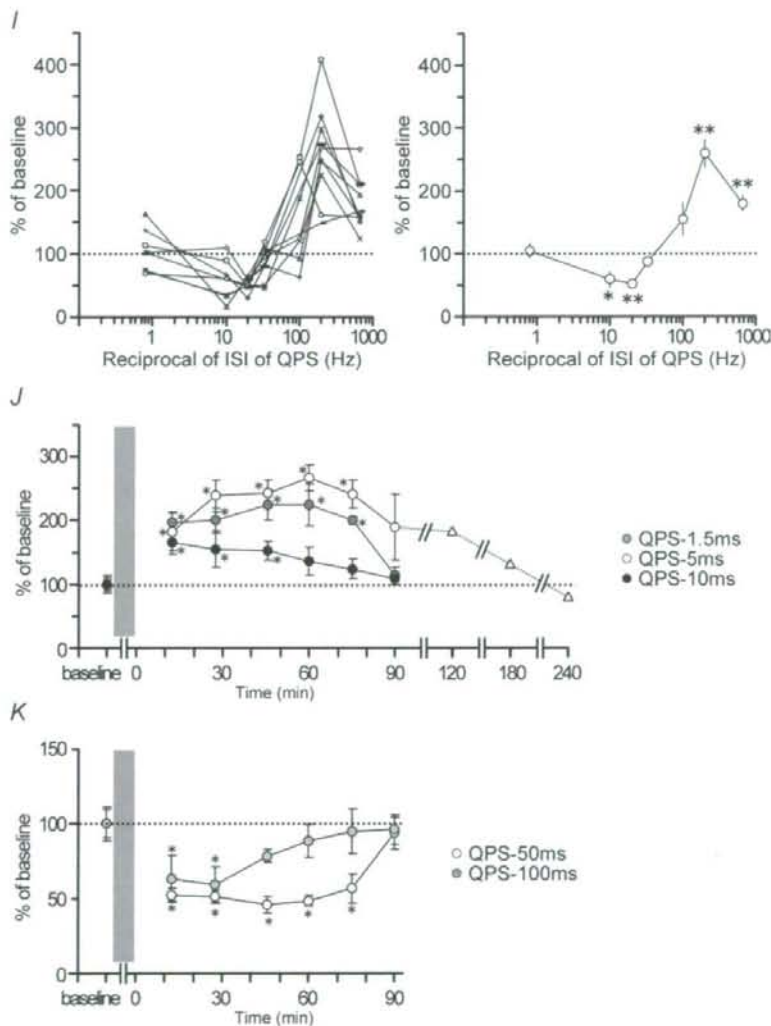 I
400
300
200
100
0
% of baseline
1
10
100
1000
Reciprocal of ISI of QPS (Hz)
400
300
200
100
0
% of baseline
**
**
*
**
1
10
100
1000
Reciprocal of ISI of QPS (Hz)
J
300
200
100
0
% of baseline
baseline
0
30
60
90
120
180
240
Time (min)
QPS-1.5ms
QPS-5ms
QPS-10ms
K
150
100
50
0
% of baseline
baseline
0
30
60
90
Time (min)
QPS-50ms
QPS-100ms